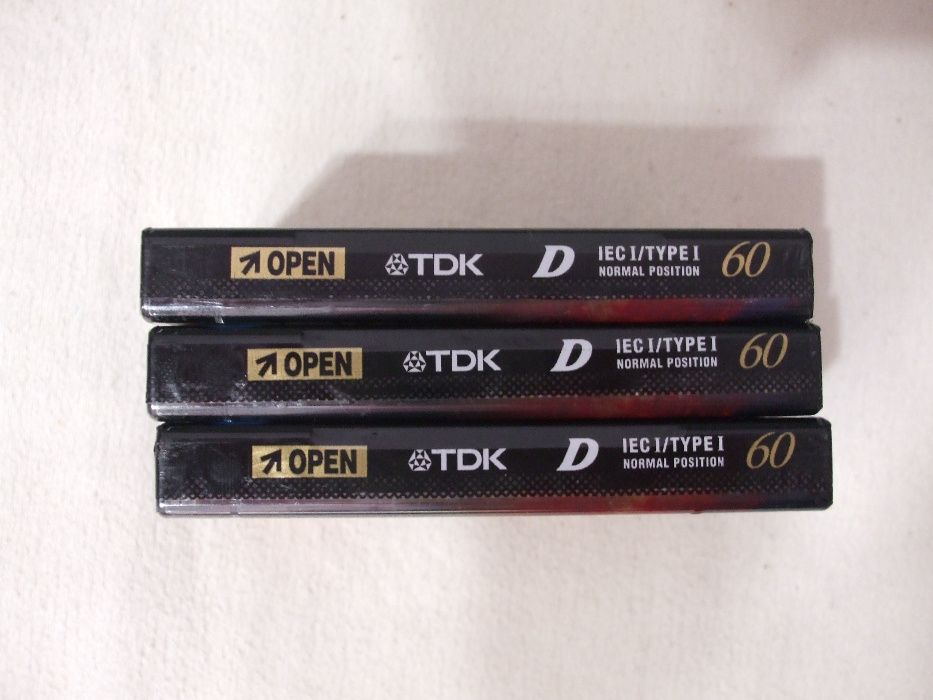 OPEN TDK D IEC I/TYPE I 60
NORMAL POSITION
OPEN TDK D IEC I/TYPE I 60
NORMAL POSITION
OPEN TDK D IEC I/TYPE I 60
NORMAL POSITION